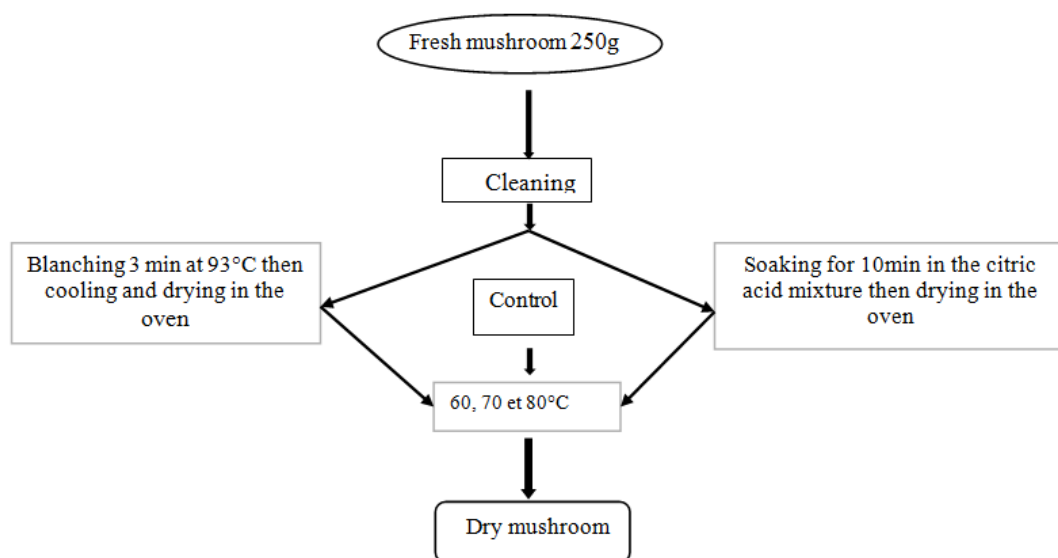 Fresh mushroom 250g
Cleaning
Blanching 3 min at 93°C then
cooling and drying in the
oven
Control
Soaking for 10min in the citric
acid mixture then drying in the
oven
60, 70 et 80°C
Dry mushroom